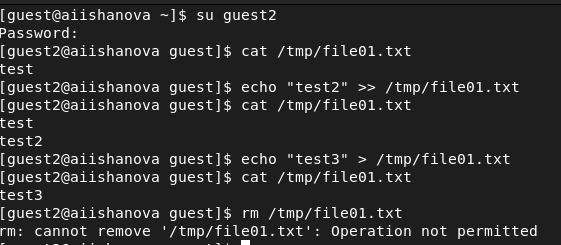 [guest@aiishanova ~]$ su guest2
Password:
[guest2@aiishanova guest]$ cat /tmp/file01.txt
test
[guest2@aiishanova guest]$ echo "test2" >> /tmp/file01.txt
[guest2@aiishanova guest]$ cat /tmp/file01.txt
test
test2
[guest2@aiishanova guest]$ echo "test3" > /tmp/file01.txt
[guest2@aiishanova guest]$ cat /tmp/file01.txt
test3
[guest2@aiishanova guest]$ rm /tmp/file01.txt
rm: cannot remove '/tmp/file01.txt': Operation not permitted
[guest2@aiishanova guest]$